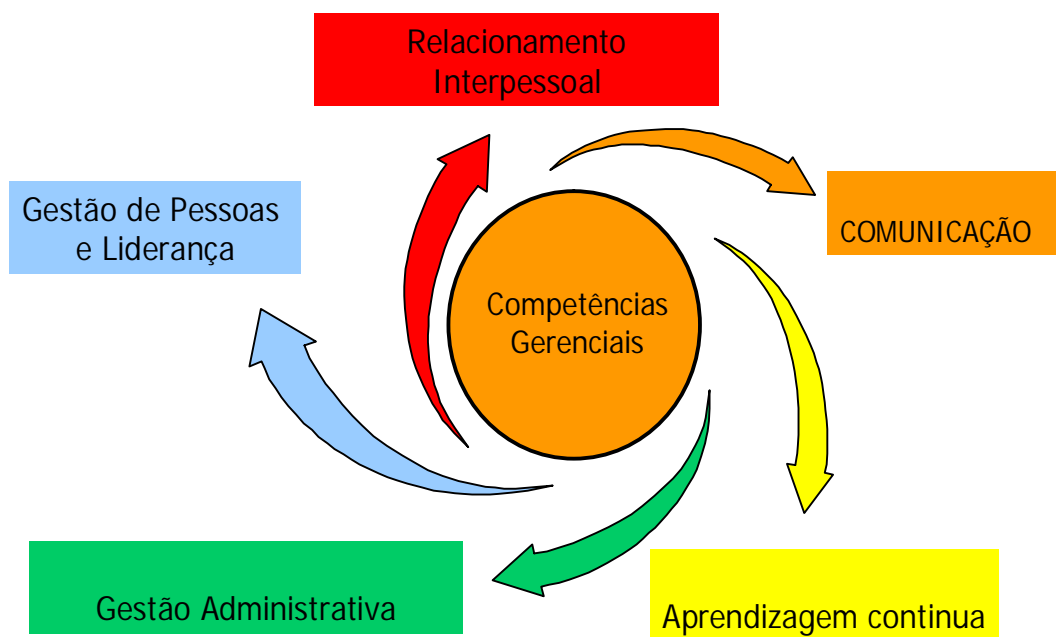 Relacionamento
Interpessoal
Gestão de Pessoas
e Liderança
COMUNICAÇÃO
Competências
Gerenciais
Gestão Administrativa
Aprendizagem continua